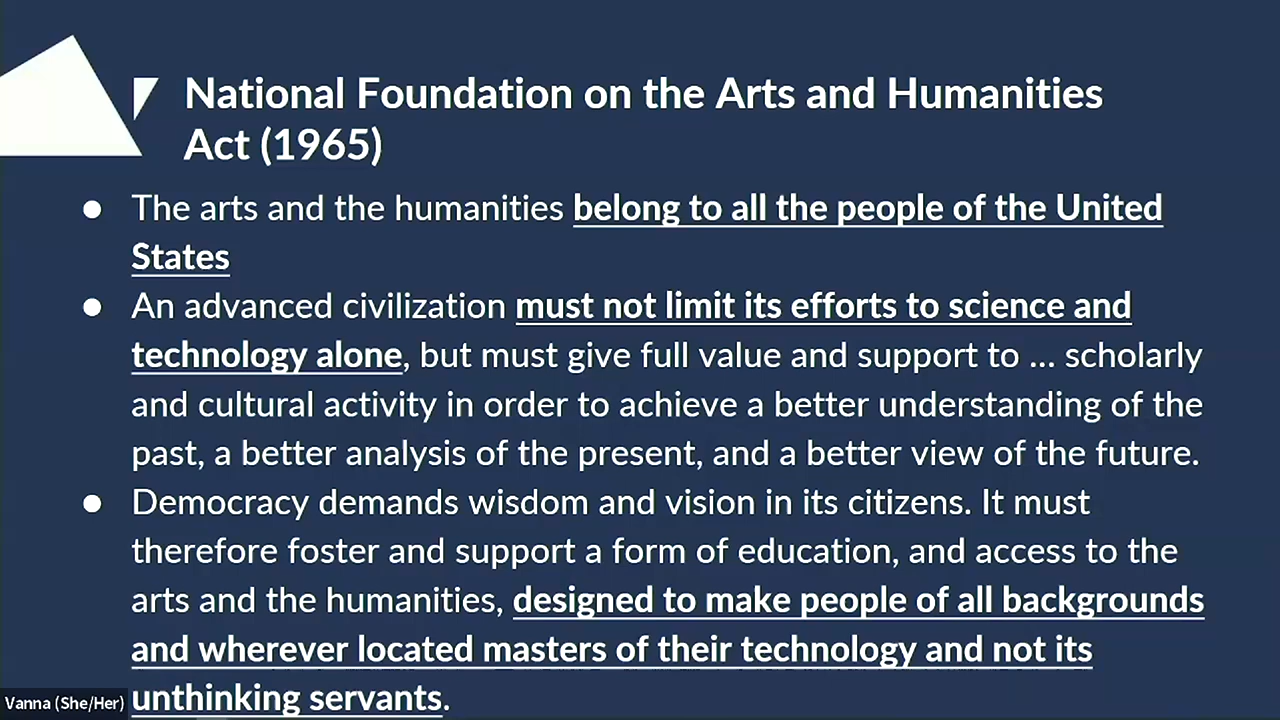 National Foundation on the Arts and Humanities
Act (1965)
● The arts and the humanities belong to all the people of the United
States
● An advanced civilization must not limit its efforts to science and
technology alone, but must give full value and support to ... scholarly
and cultural activity in order to achieve a better understanding of the
past, a better analysis of the present, and a better view of the future.
● Democracy demands wisdom and vision in its citizens. It must
therefore foster and support a form of education, and access to the
arts and the humanities, designed to make people of all backgrounds
and wherever located masters of their technology and not its
unthinking servants.
Vanna (She/Her)